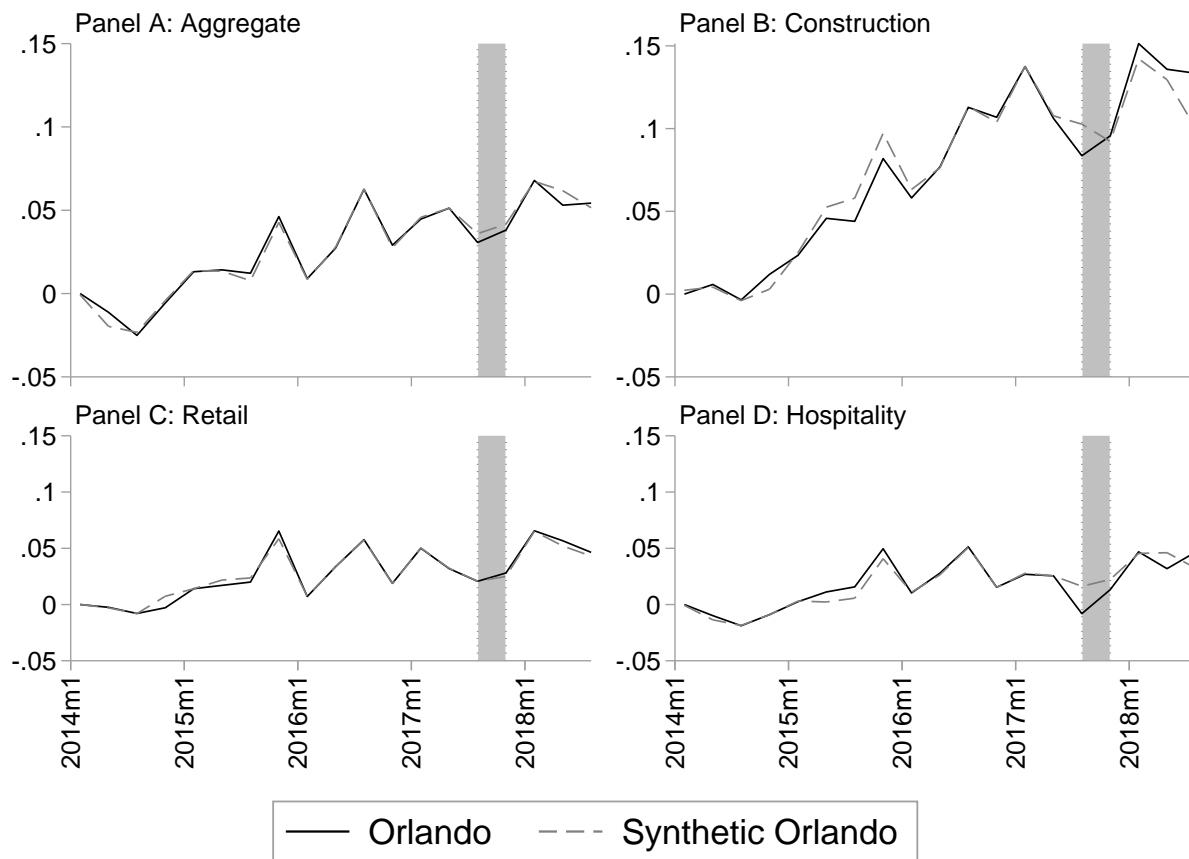 Panel A: Aggregate
.15
.1
.05
0
-.05
Panel B: Construction
.15
.1
.05
0
-.05
Panel C: Retail
.15
.1
.05
0
-.05
2014m1
2015m1
2016m1
2017m1
2018m1
Panel D: Hospitality
.15
.1
.05
0
-.05
2014m1
2015m1
2016m1
2017m1
2018m1
Orlando
Synthetic Orlando